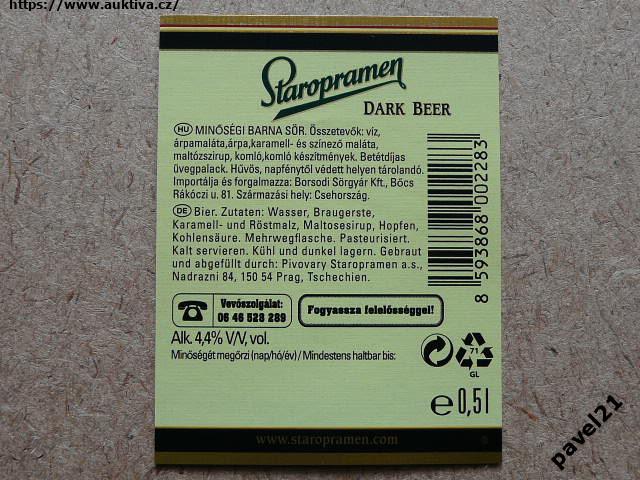 https://www.auktiva.cz/
Staropramen
DARK BEER
HU MINŐSÉGI BARNA SÖR. Összetevők: víz,
árpamaláta,árpa,karamell- és színező maláta,
maltózszirup, komló,komló készítmények. Betétdíjas
üvegpalack. Hűvös, napfénytől védett helyen tárolandó.
Importálja és forgalmazza: Borsodi Sörgyár Kft., Bőcs
Rákóczi u. 81. Származási hely: Csehország.
DE Bier. Zutaten: Wasser, Braugerste,
Karamell- und Röstmalz, Maltosesirup, Hopfen,
Kohlensäure. Mehrwegflasche. Pasteurisiert.
Kalt servieren. Kühl und dunkel lagern. Gebraut
und abgefüllt durch: Pivovary Staropramen a.s.,
Nadrazni 84, 150 54 Prag, Tschechien.
8 593868 002283
Vevőszolgálat:
06 46 523 289
Fogyassza felelősséggel!
Alk. 4,4% V/V, vol.
Minőségét megőrzi (nap/hó/év) / Mindestens haltbar bis:
71
GL
e 0,5 l
www.staropramen.com
®
pavel21